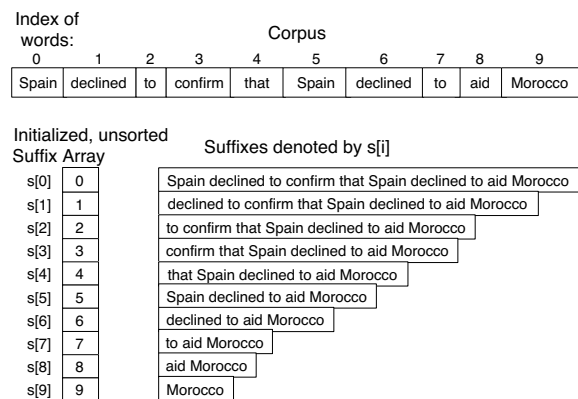 Index of words:
Corpus
0 1 2 3 4 5 6 7 8 9
Spain declined to confirm that Spain declined to aid Morocco
Initialized, unsorted
Suffix Array
Suffixes denoted by s[i]
s[0] 0 Spain declined to confirm that Spain declined to aid Morocco
s[1] 1 declined to confirm that Spain declined to aid Morocco
s[2] 2 to confirm that Spain declined to aid Morocco
s[3] 3 confirm that Spain declined to aid Morocco
s[4] 4 that Spain declined to aid Morocco
s[5] 5 Spain declined to aid Morocco
s[6] 6 declined to aid Morocco
s[7] 7 to aid Morocco
s[8] 8 aid Morocco
s[9] 9 Morocco